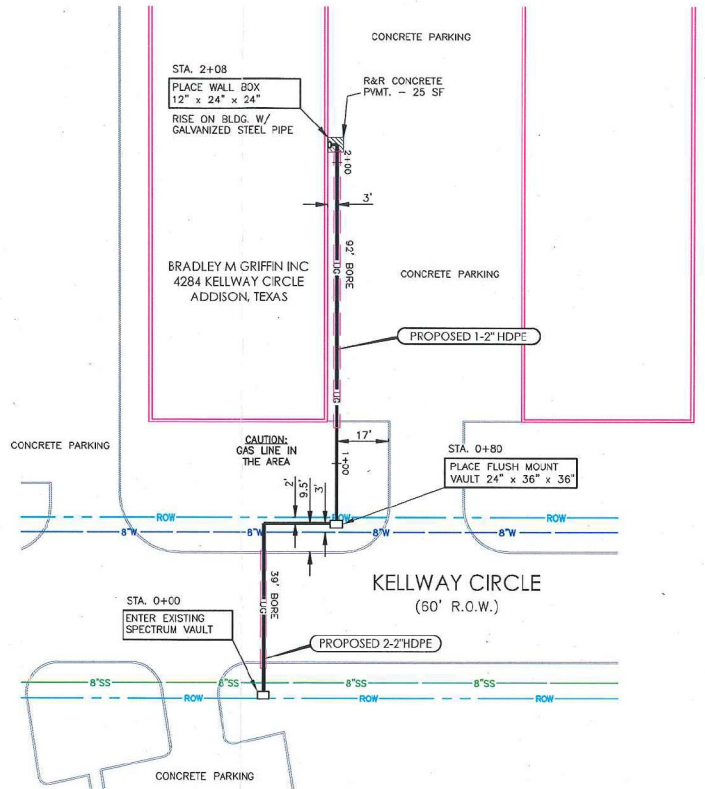 CONCRETE PARKING
STA. 2+08
PLACE WALL BOX
12" x 24" x 24"
RISE ON BLDG. W/
GALVANIZED STEEL PIPE
R&R CONCRETE
PVMT. - 25 SF
2+00
3'
92' BORE
UG
BRADLEY M GRIFFIN INC
4284 KELLWAY CIRCLE
ADDISON, TEXAS
CONCRETE PARKING
PROPOSED 1-2" HDPE
UG
CONCRETE PARKING
CAUTION:
GAS LINE IN
THE AREA
17'
1+00
STA. 0+80
PLACE FLUSH MOUNT
VAULT 24" x 36" x 36"
2'
9.5'
3'
ROW
ROW
ROW
8"W
8"W
8"W
8"W
KELLWAY CIRCLE
(60' R.O.W.)
39' BORE
UG
STA. 0+00
ENTER EXISTING
SPECTRUM VAULT
PROPOSED 2-2"HDPE
8"SS
8"SS
8"SS
8"SS
ROW
ROW
ROW
CONCRETE PARKING